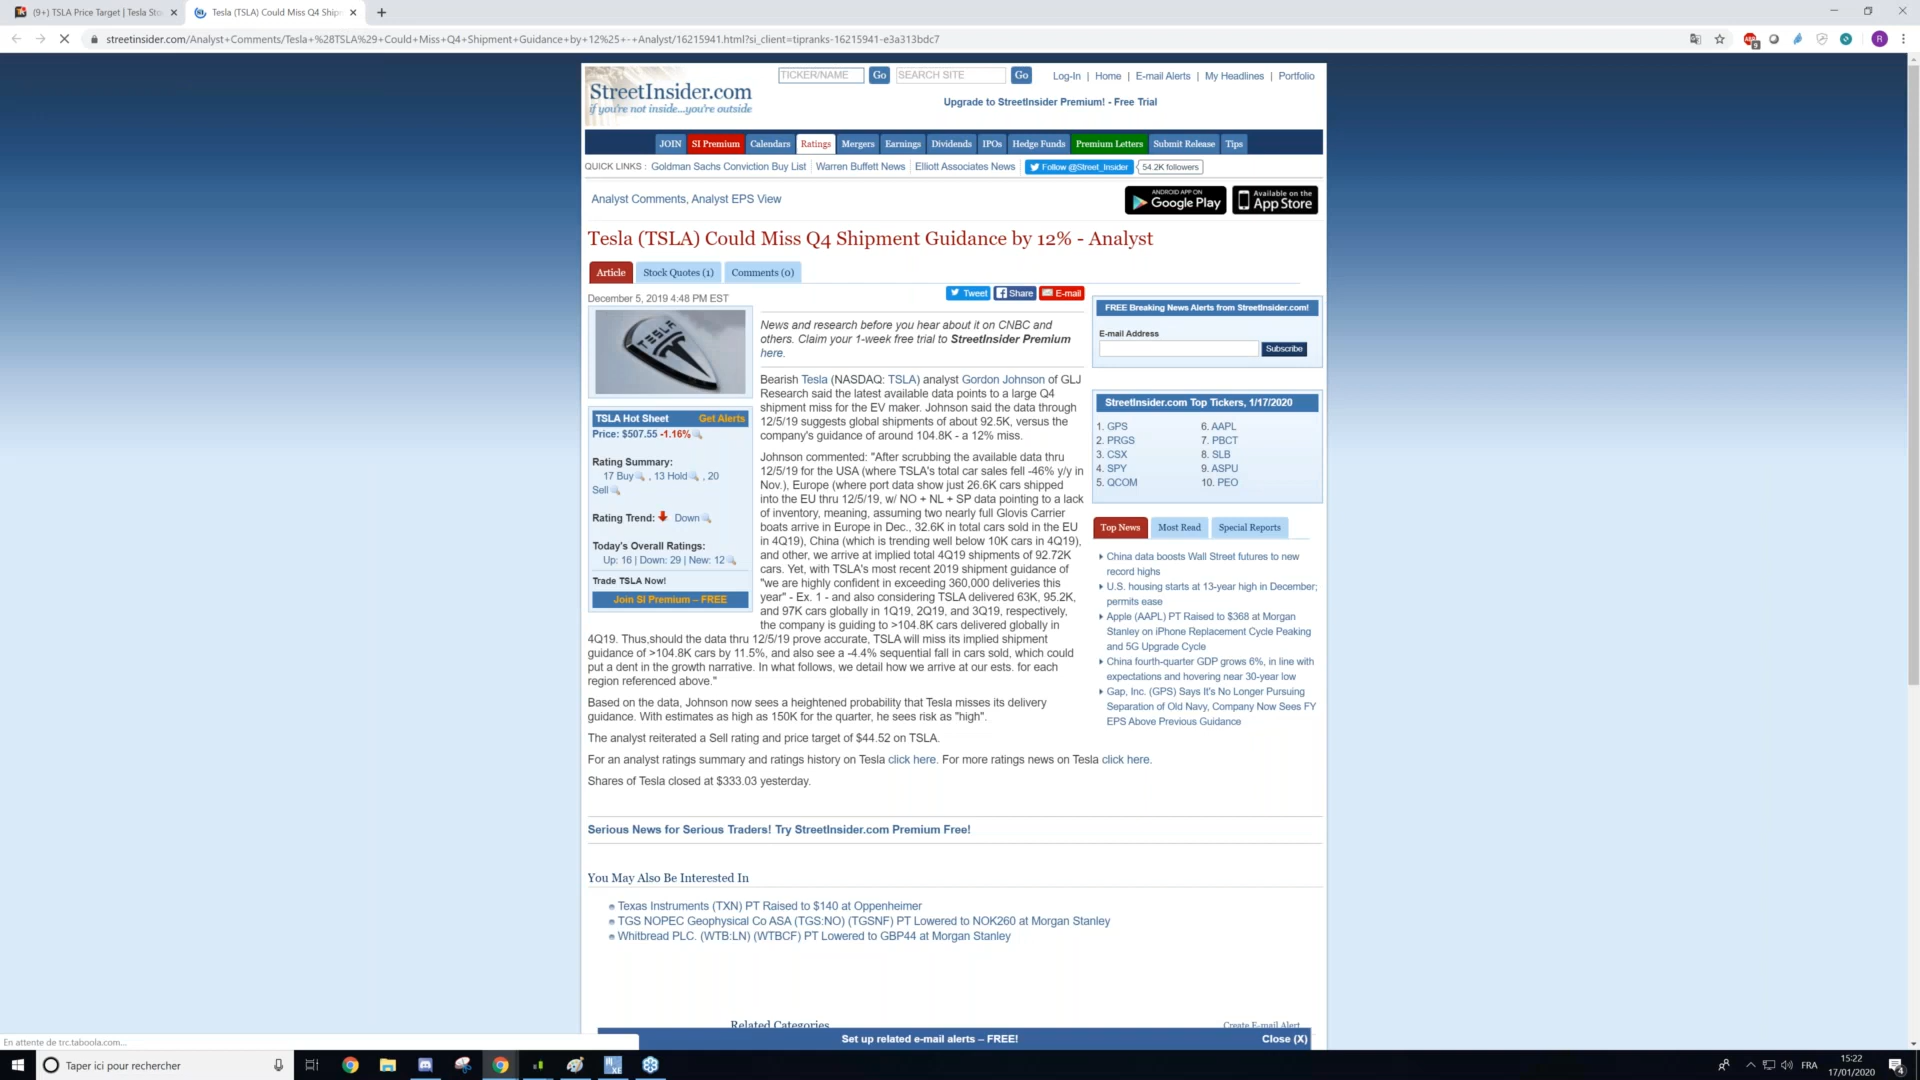 (9+) TSLA Price Target | Tesla Sto
Tesla (TSLA) Could Miss Q4 Ship
streetinsider.com/Analyst+Comments/Tesla+%28TSLA%29+Could+Miss+Q4+Shipment+Guidance+by+12%25+-+Analyst/16215941.html?si_client=tipranks-16215941-e3a313bdc7
StreetInsider.com
if you're not inside...you're outside
TICKER/NAME Go SEARCH SITE Go
Log-In | Home | E-mail Alerts | My Headlines | Portfolio
Upgrade to StreetInsider Premium! - Free Trial
JOIN SI Premium Calendars Ratings Mergers Earnings Dividends IPOs Hedge Funds Premium Letters Submit Release Tips
QUICK LINKS : Goldman Sachs Conviction Buy List Warren Buffett News Elliott Associates News Follow @Street_Insider 54.2K followers
Analyst Comments, Analyst EPS View
ANDROID APP ON
Google Play
Available on the
App Store
Tesla (TSLA) Could Miss Q4 Shipment Guidance by 12% - Analyst
Article Stock Quotes (1) Comments (0)
December 5, 2019 4:48 PM EST
Tweet Share E-mail
TESLA
TSLA Hot Sheet Get Alerts
Price: $507.55 -1.16%
Rating Summary:
17 Buy , 13 Hold , 20
Sell
Rating Trend: Down
Today's Overall Ratings:
Up: 16 | Down: 29 | New: 12
Trade TSLA Now!
Join SI Premium – FREE
News and research before you hear about it on CNBC and
others. Claim your 1-week free trial to StreetInsider Premium
here.
Bearish Tesla (NASDAQ: TSLA) analyst Gordon Johnson of GLJ
Research said the latest available data points to a large Q4
shipment miss for the EV maker. Johnson said the data through
12/5/19 suggests global shipments of about 92.5K, versus the
company's guidance of around 104.8K - a 12% miss.
Johnson commented: "After scrubbing the available data thru
12/5/19 for the USA (where TSLA's total car sales fell -46% y/y in
Nov.), Europe (where port data show just 26.6K cars shipped
into the EU thru 12/5/19, w/ NO + NL + SP data pointing to a lack
of inventory, meaning, assuming two nearly full Glovis Carrier
boats arrive in Europe in Dec., 32.6K in total cars sold in the EU
in 4Q19), China (which is trending well below 10K cars in 4Q19),
and other, we arrive at implied total 4Q19 shipments of 92.72K
cars. Yet, with TSLA's most recent 2019 shipment guidance of
"we are highly confident in exceeding 360,000 deliveries this
year" - Ex. 1 - and also considering TSLA delivered 63K, 95.2K,
and 97K cars globally in 1Q19, 2Q19, and 3Q19, respectively,
the company is guiding to >104.8K cars delivered globally in
4Q19. Thus,should the data thru 12/5/19 prove accurate, TSLA will miss its implied shipment
guidance of >104.8K cars by 11.5%, and also see a -4.4% sequential fall in cars sold, which could
put a dent in the growth narrative. In what follows, we detail how we arrive at our ests. for each
region referenced above."
Based on the data, Johnson now sees a heightened probability that Tesla misses its delivery
guidance. With estimates as high as 150K for the quarter, he sees risk as "high".
The analyst reiterated a Sell rating and price target of $44.52 on TSLA.
For an analyst ratings summary and ratings history on Tesla click here. For more ratings news on Tesla click here.
Shares of Tesla closed at $333.03 yesterday.
Serious News for Serious Traders! Try StreetInsider.com Premium Free!
You May Also Be Interested In
Texas Instruments (TXN) PT Raised to $140 at Oppenheimer
TGS NOPEC Geophysical Co ASA (TGS:NO) (TGSNF) PT Lowered to NOK260 at Morgan Stanley
Whitbread PLC. (WTB:LN) (WTBCF) PT Lowered to GBP44 at Morgan Stanley
Related Categories
Create E-mail Alert
FREE Breaking News Alerts from StreetInsider.com!
E-mail Address
Subscribe
StreetInsider.com Top Tickers, 1/17/2020
1. GPS 6. AAPL
2. PRGS 7. PBCT
3. CSX 8. SLB
4. SPY 9. ASPU
5. QCOM 10. PEO
Top News Most Read Special Reports
China data boosts Wall Street futures to new
record highs
U.S. housing starts at 13-year high in December;
permits ease
Apple (AAPL) PT Raised to $368 at Morgan
Stanley on iPhone Replacement Cycle Peaking
and 5G Upgrade Cycle
China fourth-quarter GDP grows 6%, in line with
expectations and hovering near 30-year low
Gap, Inc. (GPS) Says It's No Longer Pursuing
Separation of Old Navy, Company Now Sees FY
EPS Above Previous Guidance
Set up related e-mail alerts – FREE! Close (X)
En attente de trc.taboola.com...
Taper ici pour rechercher
FRA
15:22
17/01/2020
4